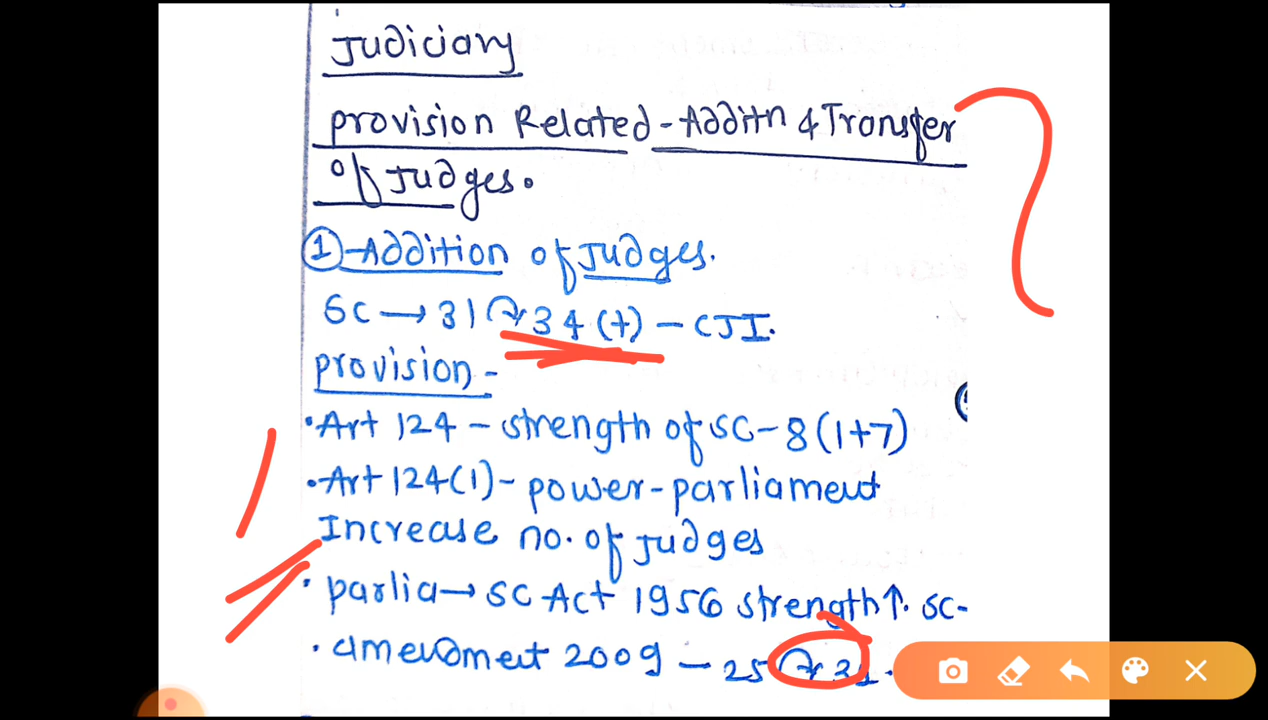 Judiciary
provision Related - Additn & Transfer
of Judges.
① - Addition of Judges.
SC → 31 34 (+) - CJI.
provision -
• Art 124 - strength of SC - 8 (1+7)
• Art 124(1) - power - parliament
Increase no. of Judges
• parlia → SC Act 1956 strength ↑. SC -
• amendment 2009 - 25 31.